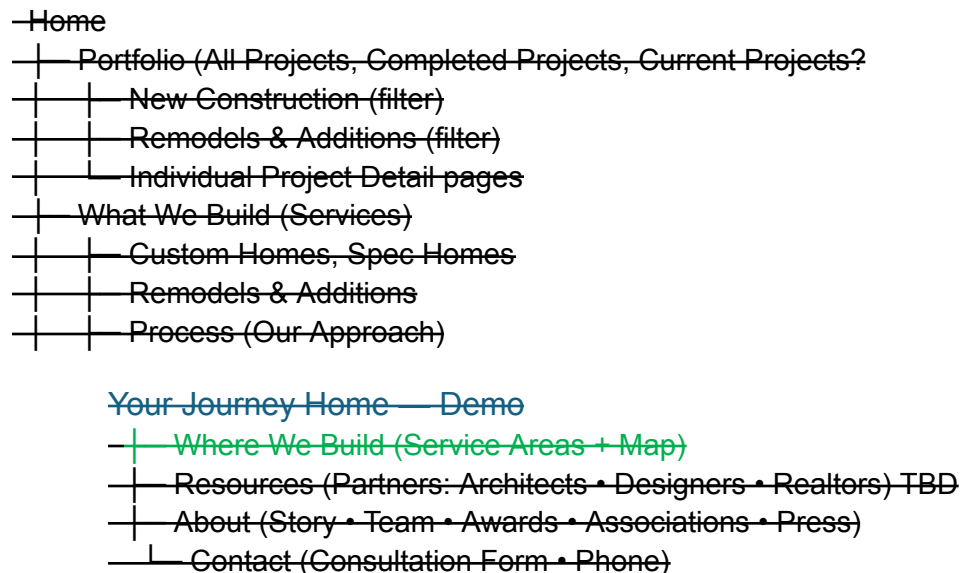 Home
├─ Portfolio (All Projects, Completed Projects, Current Projects?
│ ├─ New Construction (filter)
│ ├─ Remodels & Additions (filter)
│ └─ Individual Project Detail pages
├─ What We Build (Services)
│ ├─ Custom Homes, Spec Homes
│ ├─ Remodels & Additions
│ ├─ Process (Our Approach)
Your Journey Home — Demo
├─ Where We Build (Service Areas + Map)
├─ Resources (Partners: Architects • Designers • Realtors) TBD
├─ About (Story • Team • Awards • Associations • Press)
└─ Contact (Consultation Form • Phone)